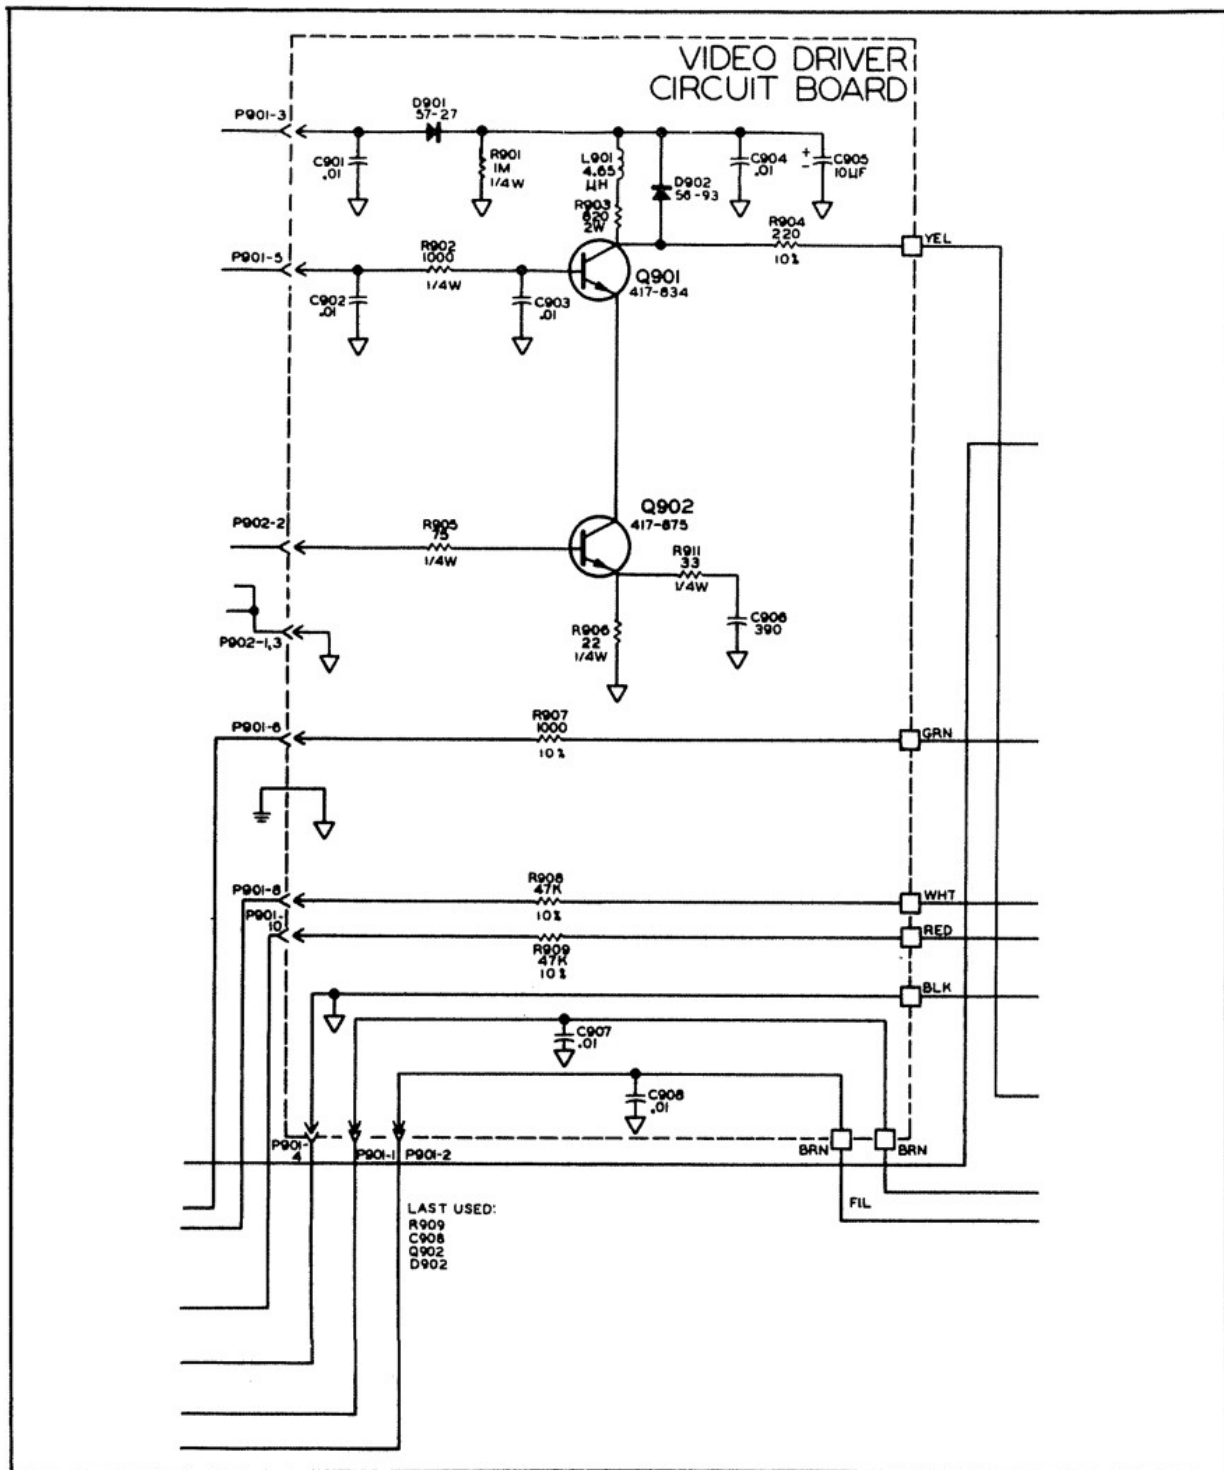 VIDEO DRIVER
CIRCUIT BOARD
P901-3
D901
57-27
C901
.01
R901
1M
1/4W
L901
4.65
μH
R903
820
2W
D902
56-93
C904
.01
+
-
C905
10μF
R904
220
10%
YEL
P901-5
R902
1000
1/4W
C902
.01
C903
.01
Q901
417-834
P902-2
R905
75
1/4W
Q902
417-875
R911
33
1/4W
C906
390
R906
22
1/4W
P902-1,3
P901-6
R907
1000
10%
GRN
P901-8
R908
47K
10%
WHT
P901-
10
R909
47K
10%
RED
BLK
C907
.01
C908
.01
P901-
4
P901-1
P901-2
BRN
BRN
FIL
LAST USED:
R909
C908
Q902
D902